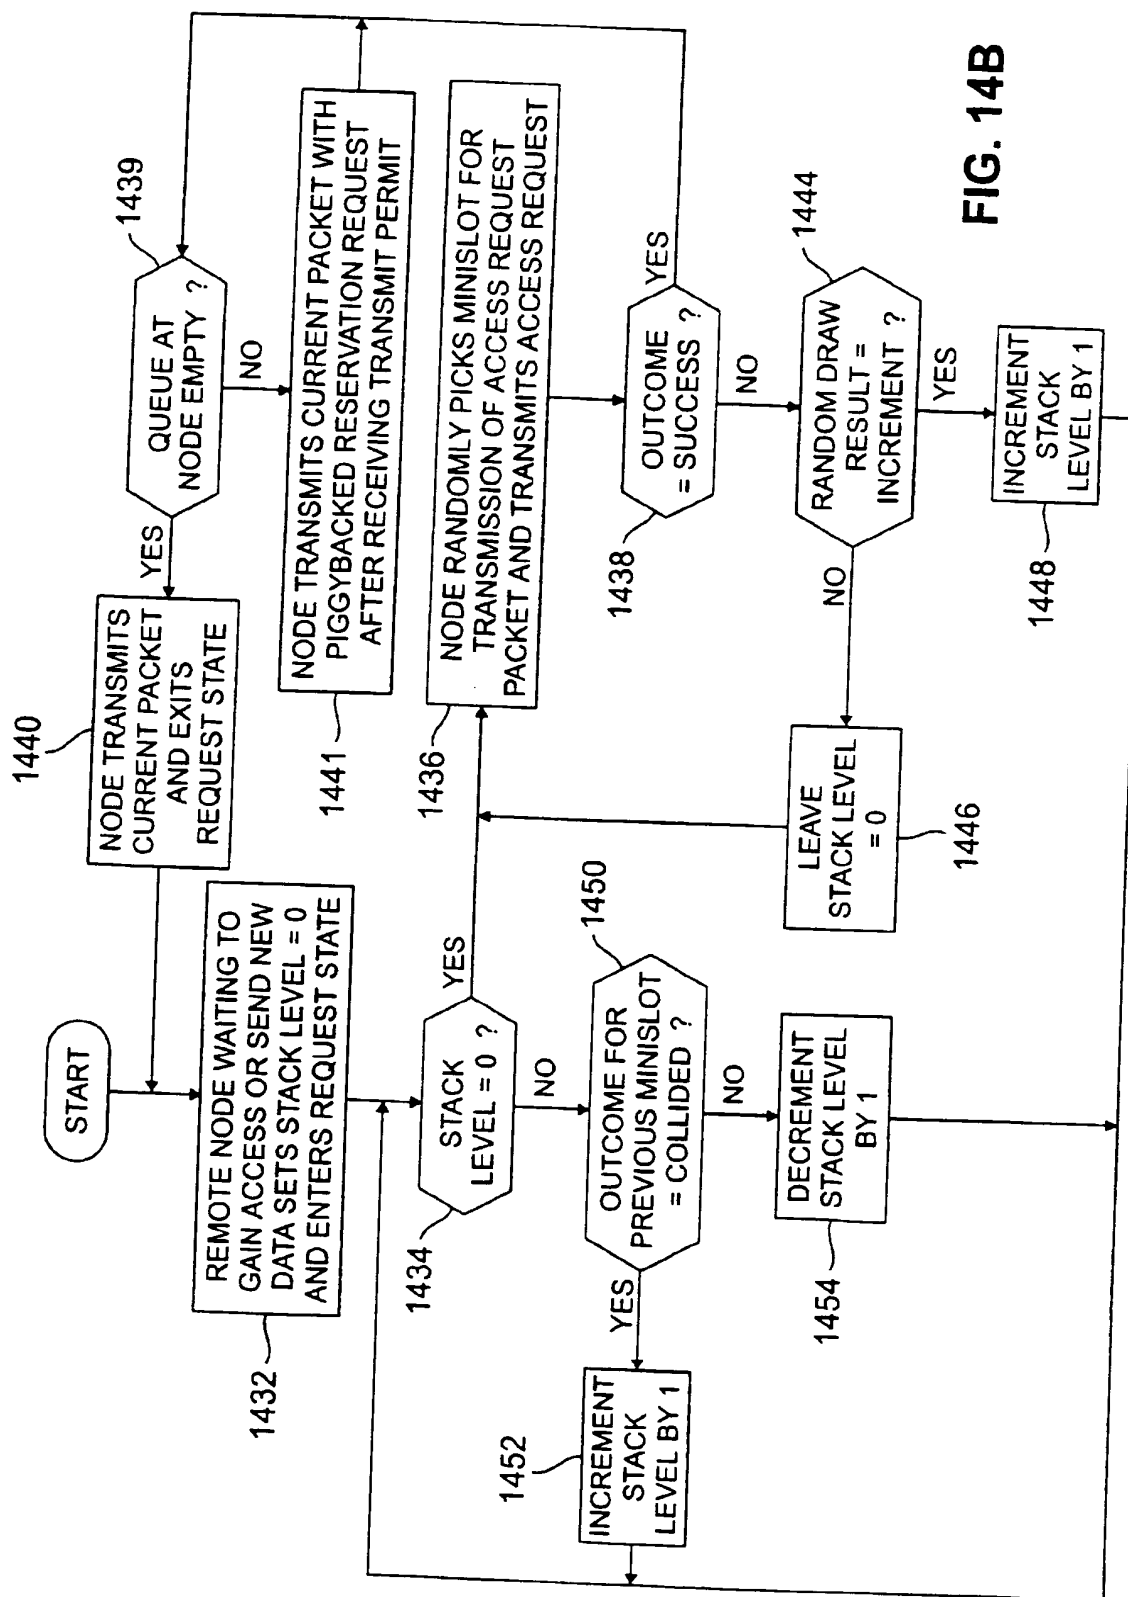 START
REMOTE NODE WAITING TO
GAIN ACCESS OR SEND NEW
DATA SETS STACK LEVEL = 0
AND ENTERS REQUEST STATE
1432
NODE TRANSMITS
CURRENT PACKET
AND EXITS
REQUEST STATE
1440
YES
QUEUE AT
NODE EMPTY ?
1439
NO
NODE TRANSMITS CURRENT PACKET WITH
PIGGYBACKED RESERVATION REQUEST
AFTER RECEIVING TRANSMIT PERMIT
1441
STACK
LEVEL = 0 ?
1434
YES
NO
NODE RANDOMLY PICKS MINISLOT FOR
TRANSMISSION OF ACCESS REQUEST
PACKET AND TRANSMITS ACCESS REQUEST
1436
OUTCOME
= SUCCESS ?
1438
YES
NO
RANDOM DRAW
RESULT =
INCREMENT ?
1444
NO
YES
LEAVE
STACK LEVEL
= 0
1446
INCREMENT
STACK
LEVEL BY 1
1448
OUTCOME FOR
PREVIOUS MINISLOT
= COLLIDED ?
1450
YES
NO
INCREMENT
STACK
LEVEL BY 1
1452
DECREMENT
STACK LEVEL
BY 1
1454
FIG. 14B